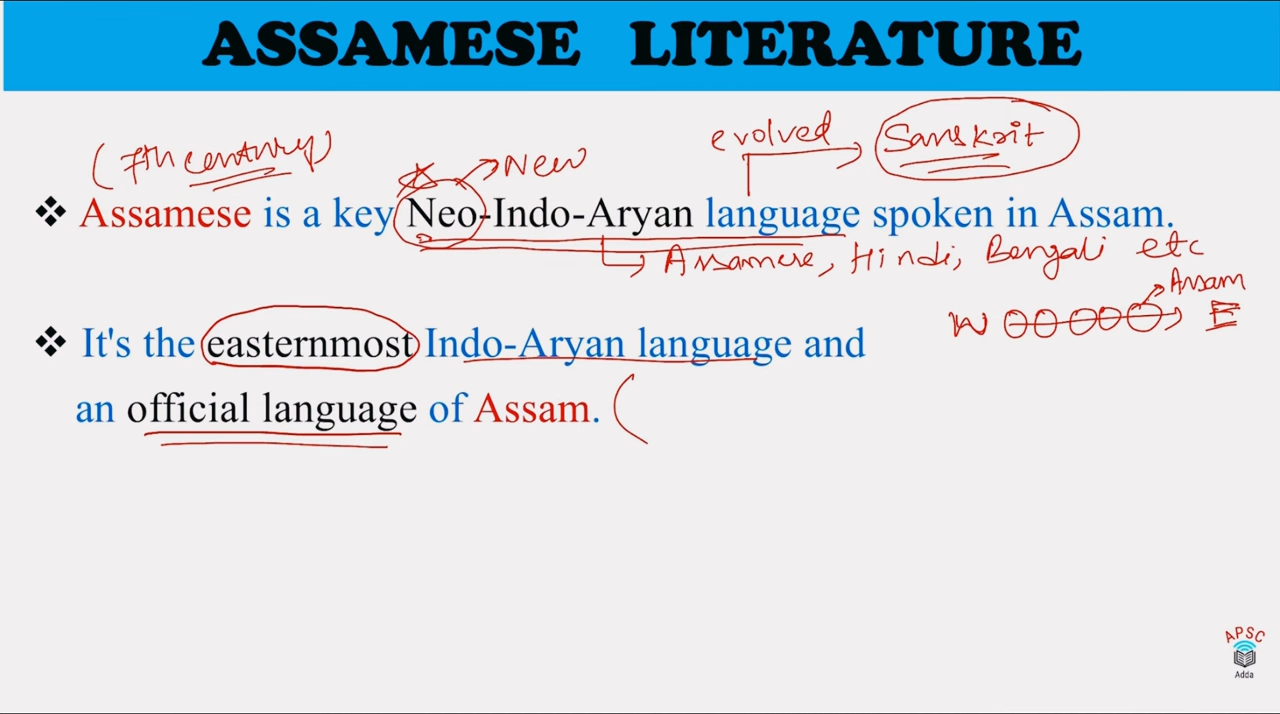 ASSAMESE LITERATURE
evolved Sanskrit
(7th century) New
❖ Assamese is a key Neo-Indo-Aryan language spoken in Assam.
Assamese, Hindi, Bengali etc
Assam
W E
❖ It's the easternmost Indo-Aryan language and
an official language of Assam. (
APSC
Adda